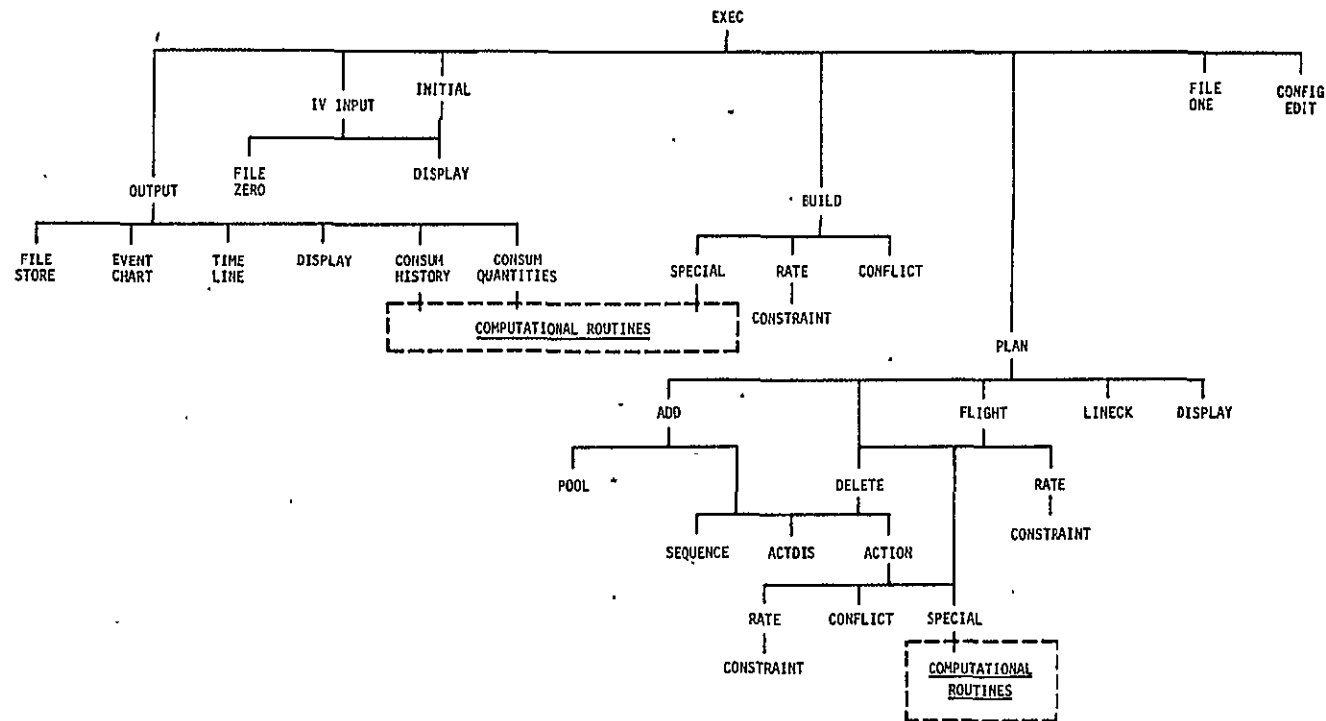 EXEC
IV INPUT
INITIAL
FILE
ONE
CONFIG
EDIT
FILE
ZERO
DISPLAY
OUTPUT
BUILD
FILE
STORE
EVENT
CHART
TIME
LINE
DISPLAY
CONSUM
HISTORY
CONSUM
QUANTITIES
SPECIAL
RATE
CONFLICT
CONSTRAINT
COMPUTATIONAL ROUTINES
PLAN
ADD
FLIGHT
LINECK
DISPLAY
POOL
DELETE
RATE
CONSTRAINT
SEQUENCE
ACTDIS
ACTION
RATE
CONFLICT
SPECIAL
CONSTRAINT
COMPUTATIONAL
ROUTINES